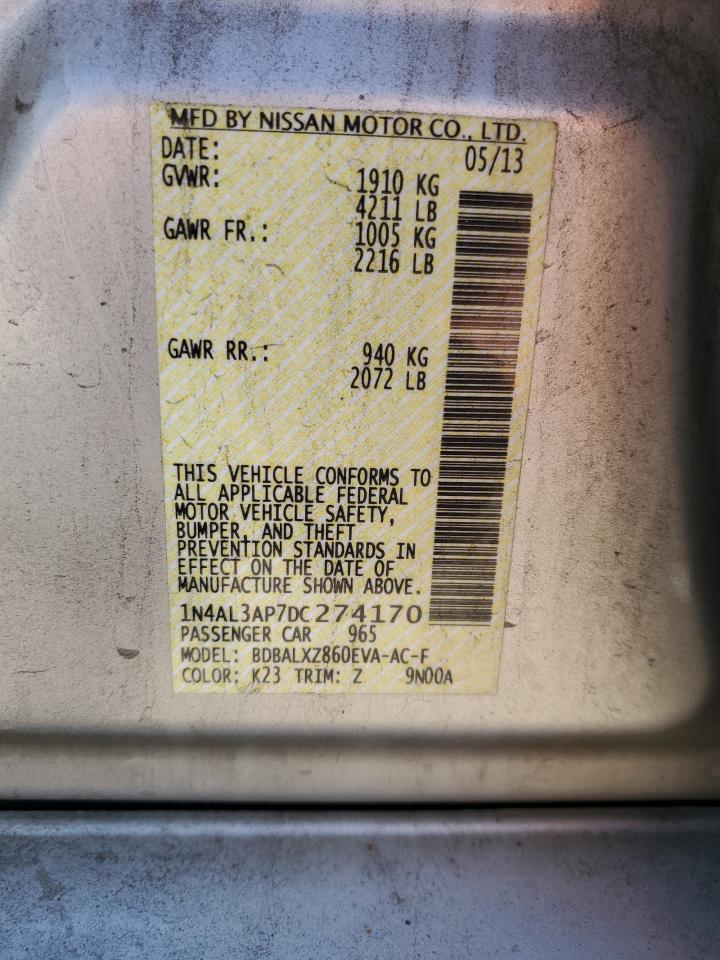 MFD BY NISSAN MOTOR CO., LTD.
DATE: 05/13
GVWR: 1910 KG
4211 LB
GAWR FR.: 1005 KG
2216 LB
GAWR RR.: 940 KG
2072 LB
THIS VEHICLE CONFORMS TO
ALL APPLICABLE FEDERAL
MOTOR VEHICLE SAFETY,
BUMPER, AND THEFT
PREVENTION STANDARDS IN
EFFECT ON THE DATE OF
MANUFACTURE SHOWN ABOVE.
1N4AL3AP7DC274170
PASSENGER CAR 965
MODEL: BDBALXZ860EVA-AC-F
COLOR: K23 TRIM: Z 9N00A